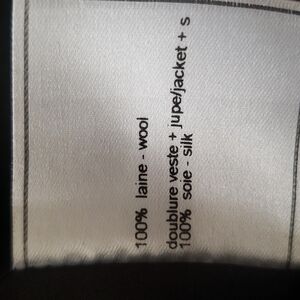 100% laine - wool
doublure veste + jupe/jacket + s
100% soie - silk